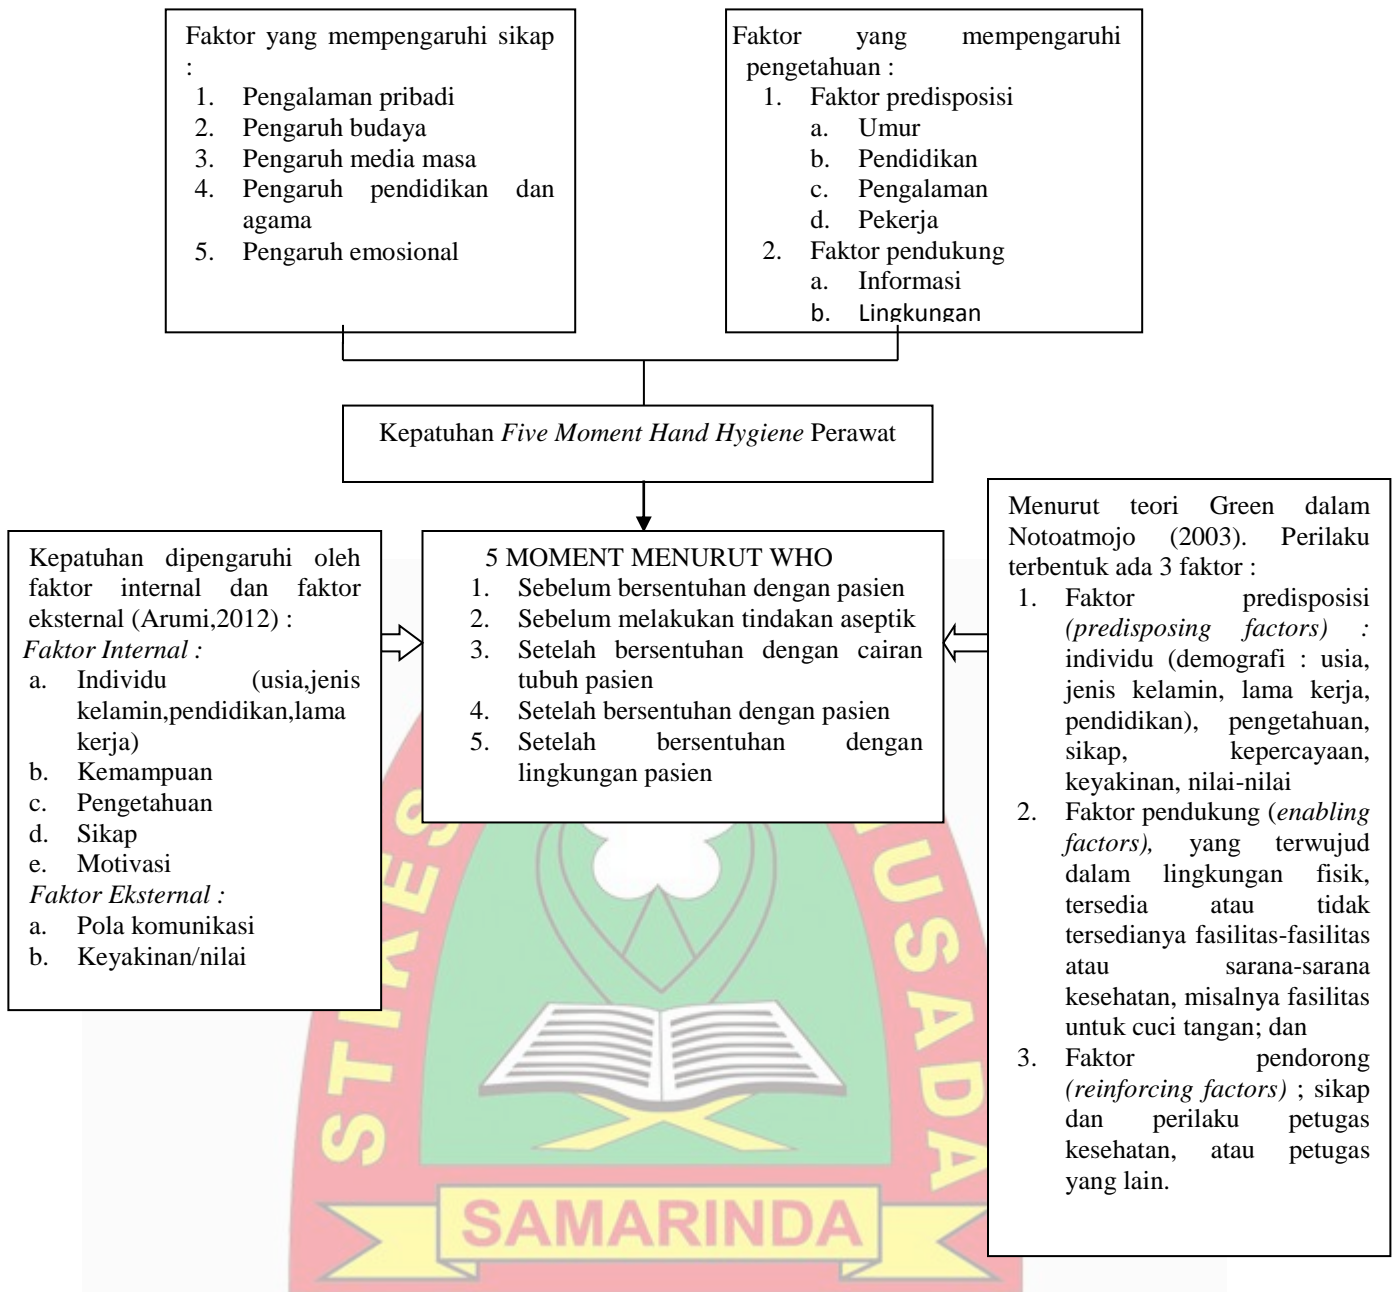 Faktor yang mempengaruhi sikap
:
1. Pengalaman pribadi
2. Pengaruh budaya
3. Pengaruh media masa
4. Pengaruh pendidikan dan
agama
5. Pengaruh emosional
Faktor yang mempengaruhi
pengetahuan :
1. Faktor predisposisi
a. Umur
b. Pendidikan
c. Pengalaman
d. Pekerja
2. Faktor pendukung
a. Informasi
b. Lingkungan
Kepatuhan Five Moment Hand Hygiene Perawat
Kepatuhan dipengaruhi oleh
faktor internal dan faktor
eksternal (Arumi,2012) :
Faktor Internal :
a. Individu (usia,jenis
kelamin,pendidikan,lama
kerja)
b. Kemampuan
c. Pengetahuan
d. Sikap
e. Motivasi
Faktor Eksternal :
a. Pola komunikasi
b. Keyakinan/nilai
5 MOMENT MENURUT WHO
1. Sebelum bersentuhan dengan pasien
2. Sebelum melakukan tindakan aseptik
3. Setelah bersentuhan dengan cairan
tubuh pasien
4. Setelah bersentuhan dengan pasien
5. Setelah bersentuhan dengan
lingkungan pasien
Menurut teori Green dalam
Notoatmojo (2003). Perilaku
terbentuk ada 3 faktor :
1. Faktor predisposisi
(predisposing factors) :
individu (demografi : usia,
jenis kelamin, lama kerja,
pendidikan), pengetahuan,
sikap, kepercayaan,
keyakinan, nilai-nilai
2. Faktor pendukung (enabling
factors), yang terwujud
dalam lingkungan fisik,
tersedia atau tidak
tersedianya fasilitas-fasilitas
atau sarana-sarana
kesehatan, misalnya fasilitas
untuk cuci tangan; dan
3. Faktor pendorong
(reinforcing factors) ; sikap
dan perilaku petugas
kesehatan, atau petugas
yang lain.
STIKES
USADA
SAMARINDA